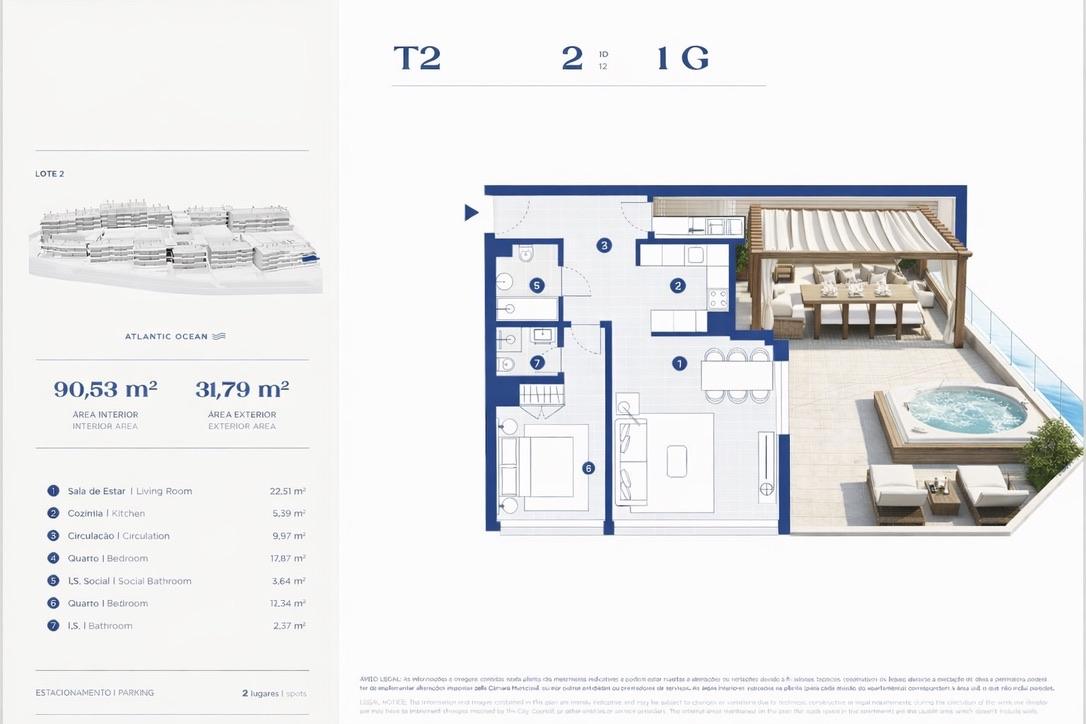 T2
2 ID 12 1 G
LOTE 2
ATLANTIC OCEAN
90,53 m² 31,79 m²
ÁREA INTERIOR ÁREA EXTERIOR
INTERIOR AREA EXTERIOR AREA
1 Sala de Estar | Living Room 22,51 m²
2 Cozinha | Kitchen 5,39 m²
3 Circulação | Circulation 9,97 m²
4 Quarto | Bedroom 17,87 m²
5 I,S. Social | Social Bathroom 3,64 m²
6 Quarto | Bedroom 12,34 m²
7 I,S. | Bathroom 2,37 m²
ESTACIONAMENTO | PARKING 2 lugares | spots
3
5
2
7
1
6